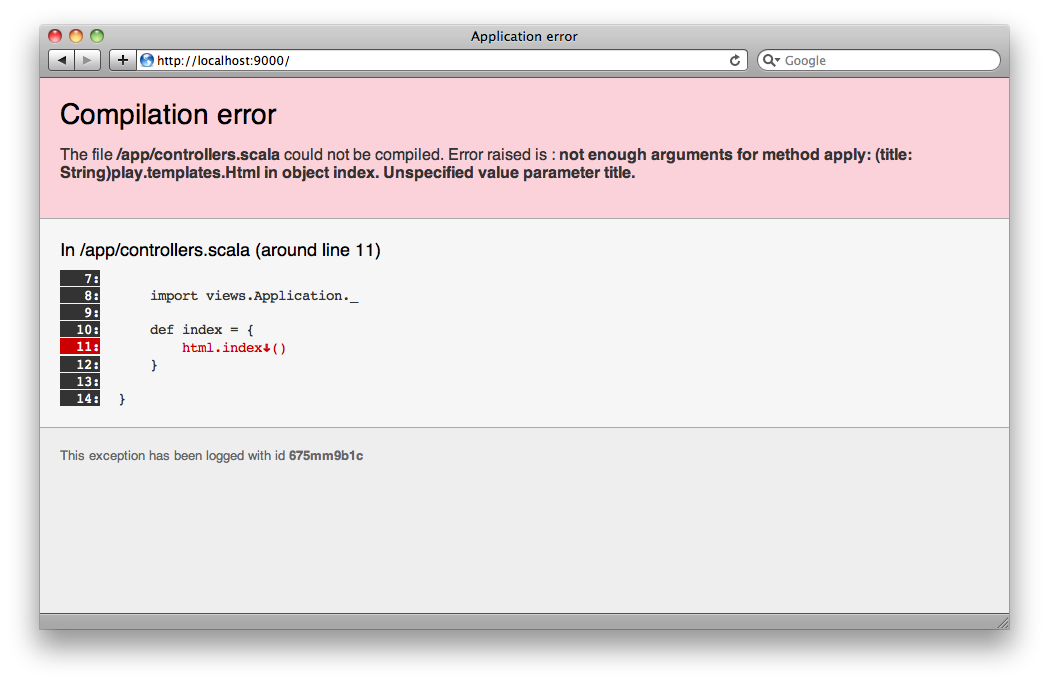 Application error
http://localhost:9000/
Google
Compilation error
The file /app/controllers.scala could not be compiled. Error raised is : not enough arguments for method apply: (title:
String)play.templates.Html in object index. Unspecified value parameter title.
In /app/controllers.scala (around line 11)
7:
8: import views.Application._
9:
10: def index = {
11: html.index↓()
12: }
13:
14: }
This exception has been logged with id 675mm9b1c